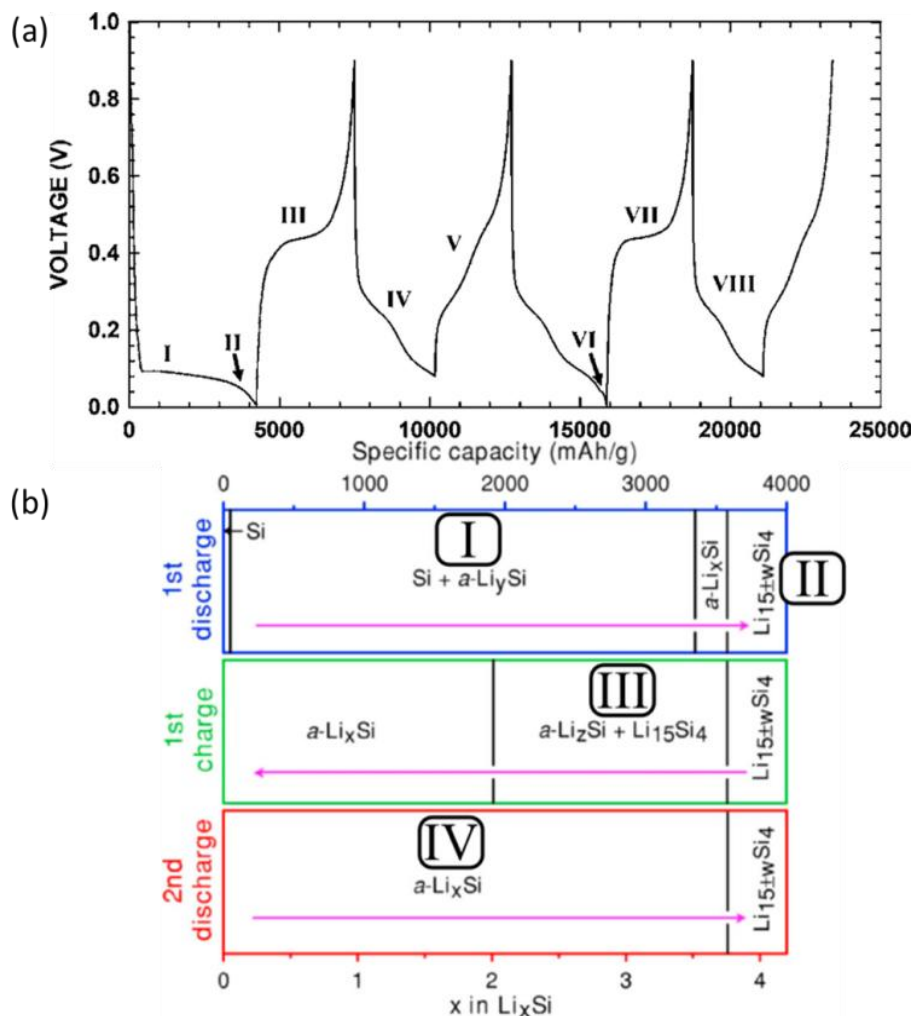 (a)
VOLTAGE (V)
1.0
0.8
0.6
0.4
0.2
0.0
I
II
III
IV
V
VI
VII
VIII
0 5000 10000 15000 20000 25000
Specific capacity (mAh/g)
(b)
0 1000 2000 3000 4000
1st
discharge
Si
I
Si + a-LiySi
a-LixSi
Li15±wSi4
II
1st
charge
a-LixSi
III
a-LizSi + Li15Si4
Li15±wSi4
2nd
discharge
IV
a-LixSi
Li15±wSi4
0 1 2 3 4
x in LixSi